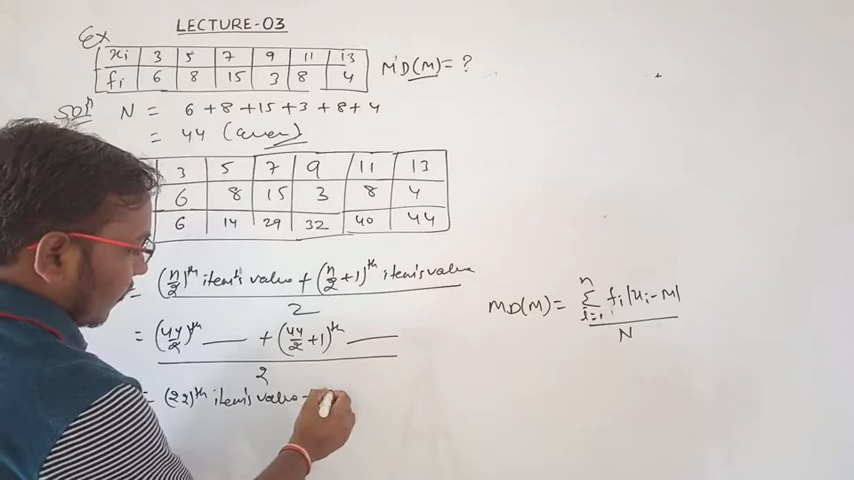 LECTURE-03
Ex
xi 3 5 7 9 11 13
fi 6 8 15 3 8 4
MD(M) = ?
Solⁿ N = 6+8+15+3+8+4
= 44 (even)
3 5 7 9 11 13
6 8 15 3 8 4
6 14 29 32 40 44
= (n/2)th item's value + (n/2 +1)th item's value
2
MD(M) = n Σ i=1 fi|xi-M|
N
= (44/2)th ___ + (44/2 +1)th ___
2
= (22)th item's value